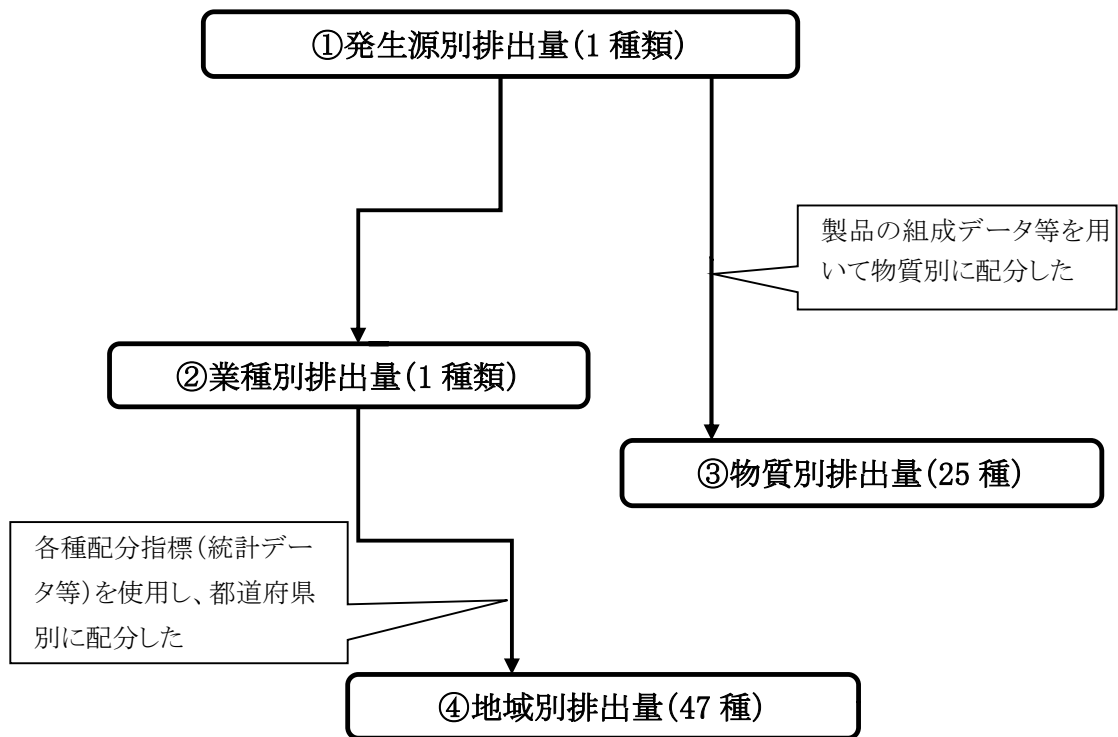 ①発生源別排出量(1 種類)
製品の組成データ等を用
いて物質別に配分した
②業種別排出量(1 種類)
③物質別排出量(25 種)
各種配分指標(統計デー
タ等)を使用し、都道府県
別に配分した
④地域別排出量(47 種)